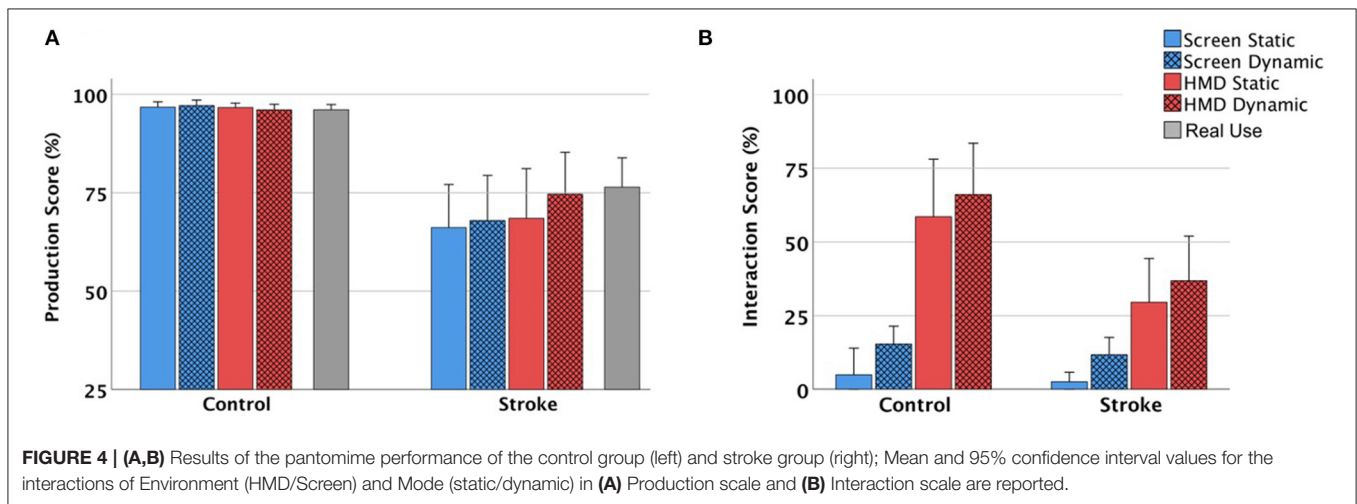 A
Production Score (%)
100
75
50
25
Control
Stroke
B
Interaction Score (%)
100
75
50
25
0
Control
Stroke
Screen Static
Screen Dynamic
HMD Static
HMD Dynamic
Real Use
FIGURE 4 | (A,B) Results of the pantomime performance of the control group (left) and stroke group (right); Mean and 95% confidence interval values for the
interactions of Environment (HMD/Screen) and Mode (static/dynamic) in (A) Production scale and (B) Interaction scale are reported.